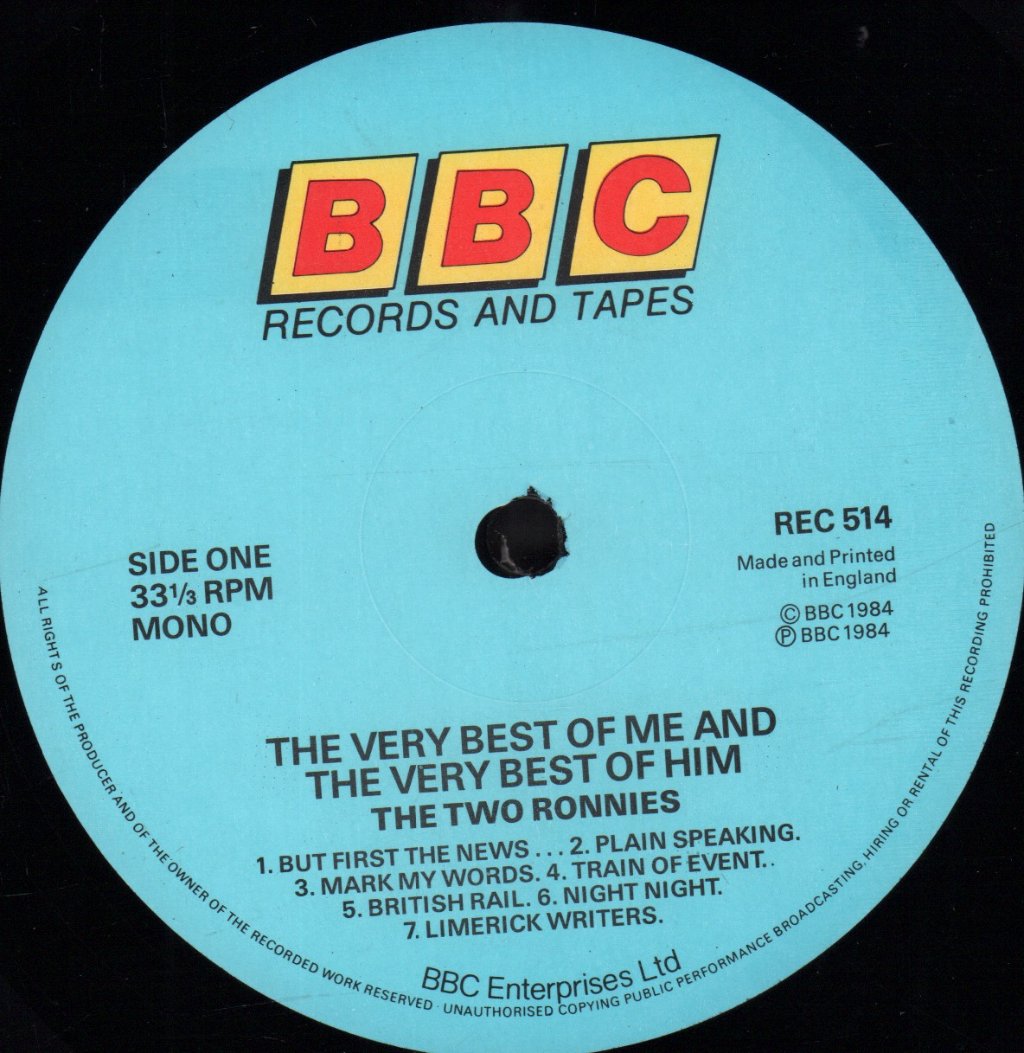 BBC
RECORDS AND TAPES
SIDE ONE
33⅓ RPM
MONO
REC 514
Made and Printed
in England
© BBC 1984
℗ BBC 1984
THE VERY BEST OF ME AND
THE VERY BEST OF HIM
THE TWO RONNIES
1. BUT FIRST THE NEWS ... 2. PLAIN SPEAKING.
3. MARK MY WORDS. 4. TRAIN OF EVENT..
5. BRITISH RAIL. 6. NIGHT NIGHT.
7. LIMERICK WRITERS.
BBC Enterprises Ltd
ALL RIGHTS OF THE PRODUCER AND OF THE OWNER OF THE RECORDED WORK RESERVED · UNAUTHORISED COPYING PUBLIC PERFORMANCE BROADCASTING, HIRING OR RENTAL OF THIS RECORDING PROHIBITED